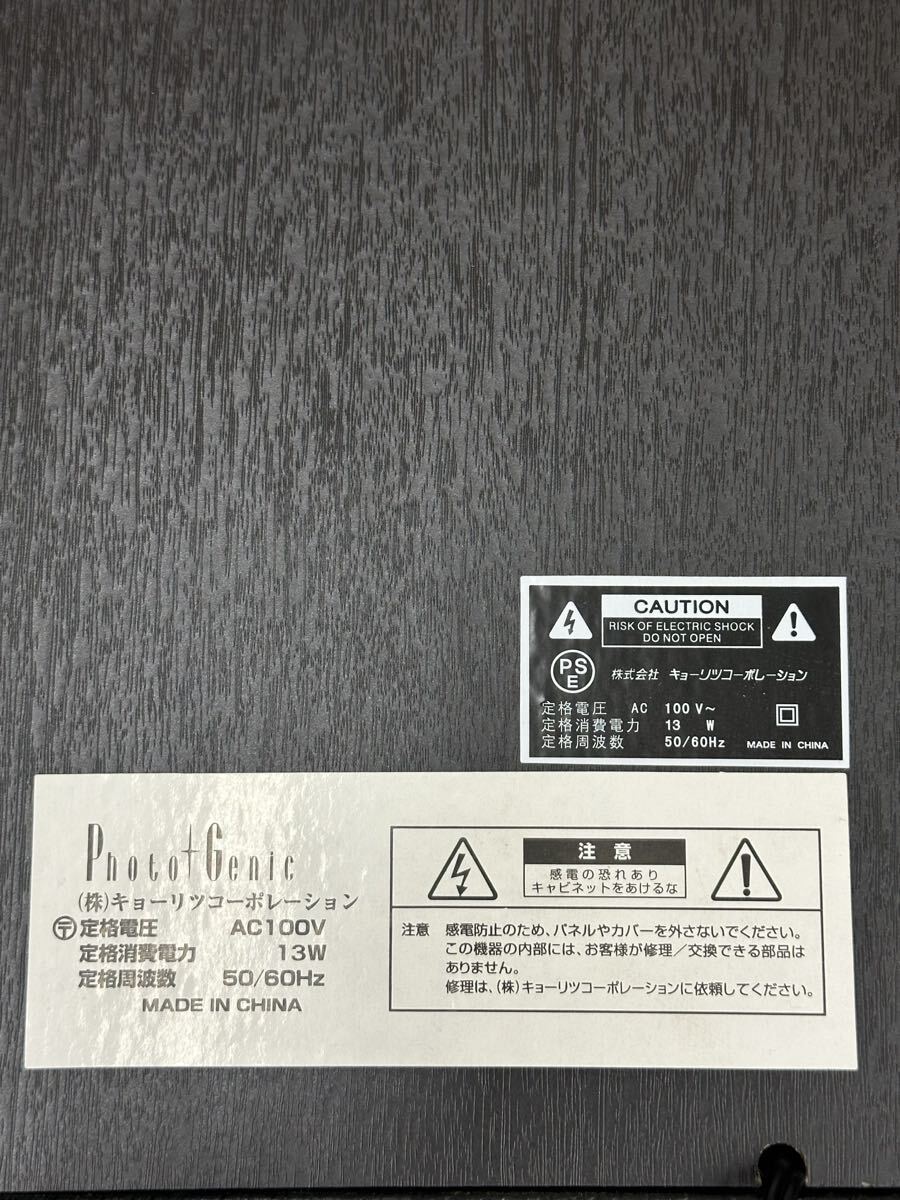 CAUTION
RISK OF ELECTRIC SHOCK
DO NOT OPEN
PS
E
株式会社 キョーリツコーポレーション
定格電圧 AC 100 V～
定格消費電力 13 W
定格周波数 50/60Hz
MADE IN CHINA
Photo+Genic
(株)キョーリツコーポレーション
〒定格電圧 AC100V
定格消費電力 13W
定格周波数 50/60Hz
MADE IN CHINA
注 意
感電の恐れあり
キャビネットをあけるな
注意 感電防止のため、パネルやカバーを外さないでください。
この機器の内部には、お客様が修理／交換できる部品は
ありません。
修理は、(株)キョーリツコーポレーションに依頼してください。